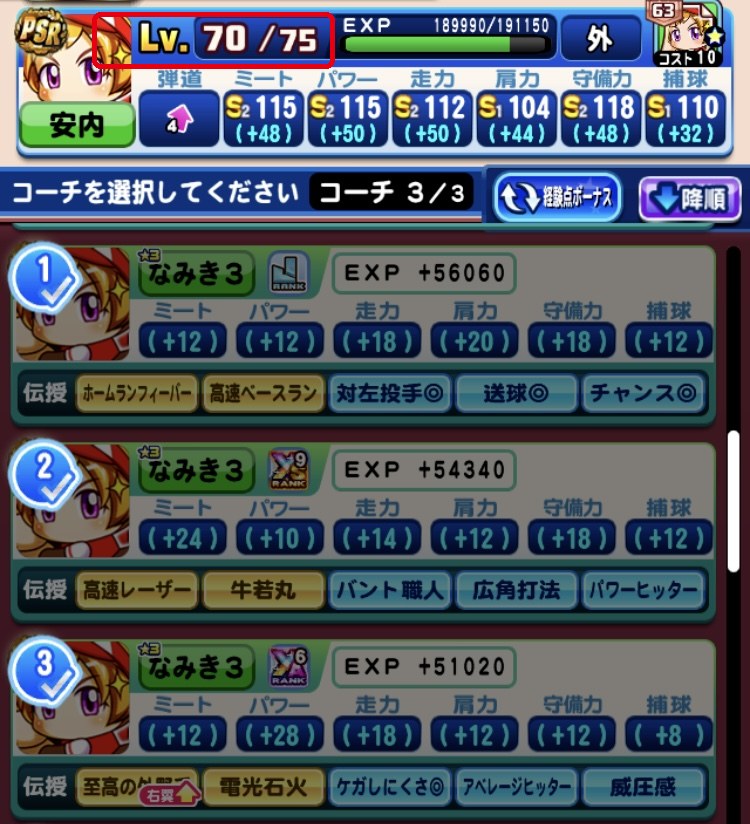 PSR Lv. 70 /75 EXP 189990/191150 外 63
コスト10
弾道 ミート パワー 走力 肩力 守備力 捕球
安内 4 S2 115 S2 115 S2 112 S1 104 S2 118 S1 110
(+48) (+50) (+50) (+44) (+48) (+32)
コーチを選択してください コーチ 3/3 経験点ボーナス 降順
1 ★3 なみき3 RANK EXP +56060
ミート パワー 走力 肩力 守備力 捕球
(+12) (+12) (+18) (+20) (+18) (+12)
伝授 ホームランフィーバー 高速ベースラン 対左投手◎ 送球◎ チャンス◎
2 ★3 なみき3 9 RANK EXP +54340
ミート パワー 走力 肩力 守備力 捕球
(+24) (+10) (+14) (+12) (+18) (+12)
伝授 高速レーザー 牛若丸 バント職人 広角打法 パワーヒッター
3 ★3 なみき3 6 RANK EXP +51020
ミート パワー 走力 肩力 守備力 捕球
(+12) (+28) (+18) (+12) (+12) (+8)
伝授 至高の 右翼 電光石火 ケガしにくさ◎ アベレージヒッター 威圧感